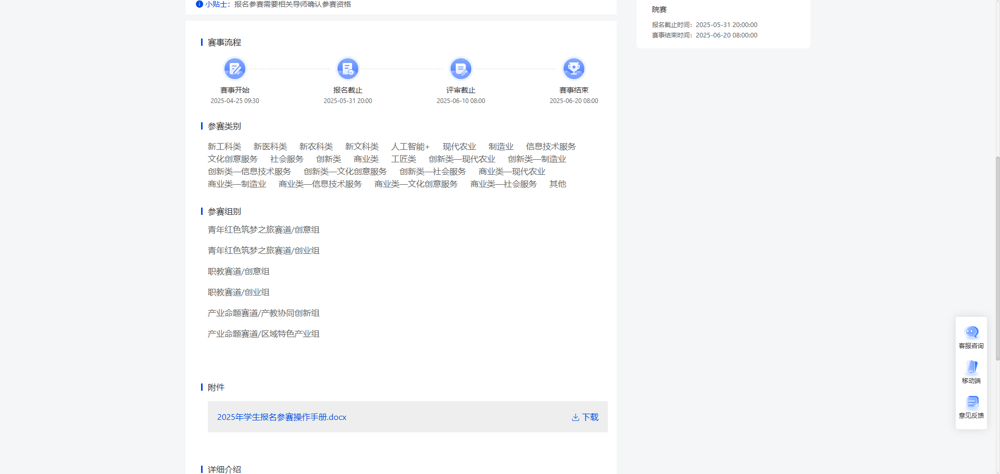 小贴士：报名参赛需要相关导师确认参赛资格
院赛
报名截止时间：2025-05-31 20:00:00
赛事结束时间：2025-06-20 08:00:00
赛事流程
赛事开始 报名截止 评审截止 赛事结束
2025-04-25 09:30 2025-05-31 20:00 2025-06-10 08:00 2025-06-20 08:00
参赛类别
新工科类 新医科类 新农科类 新文科类 人工智能+ 现代农业 制造业 信息技术服务
文化创意服务 社会服务 创新类 商业类 工匠类 创新类—现代农业 创新类—制造业
创新类—信息技术服务 创新类—文化创意服务 创新类—社会服务 商业类—现代农业
商业类—制造业 商业类—信息技术服务 商业类—文化创意服务 商业类—社会服务 其他
参赛组别
青年红色筑梦之旅赛道/创意组
青年红色筑梦之旅赛道/创业组
职教赛道/创意组
职教赛道/创业组
产业命题赛道/产教协同创新组
产业命题赛道/区域特色产业组
附件
2025年学生报名参赛操作手册.docx 下载
详细介绍
客服咨询
移动端
意见反馈